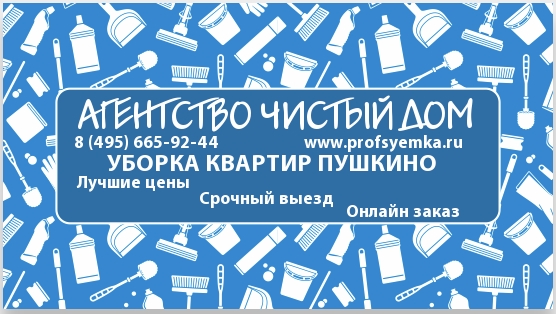 АГЕНТСТВО ЧИСТЫЙ ДОМ
8 (495) 665-92-44 www.profsyemka.ru
УБОРКА КВАРТИР ПУШКИНО
Лучшие цены
Срочный выезд
Онлайн заказ